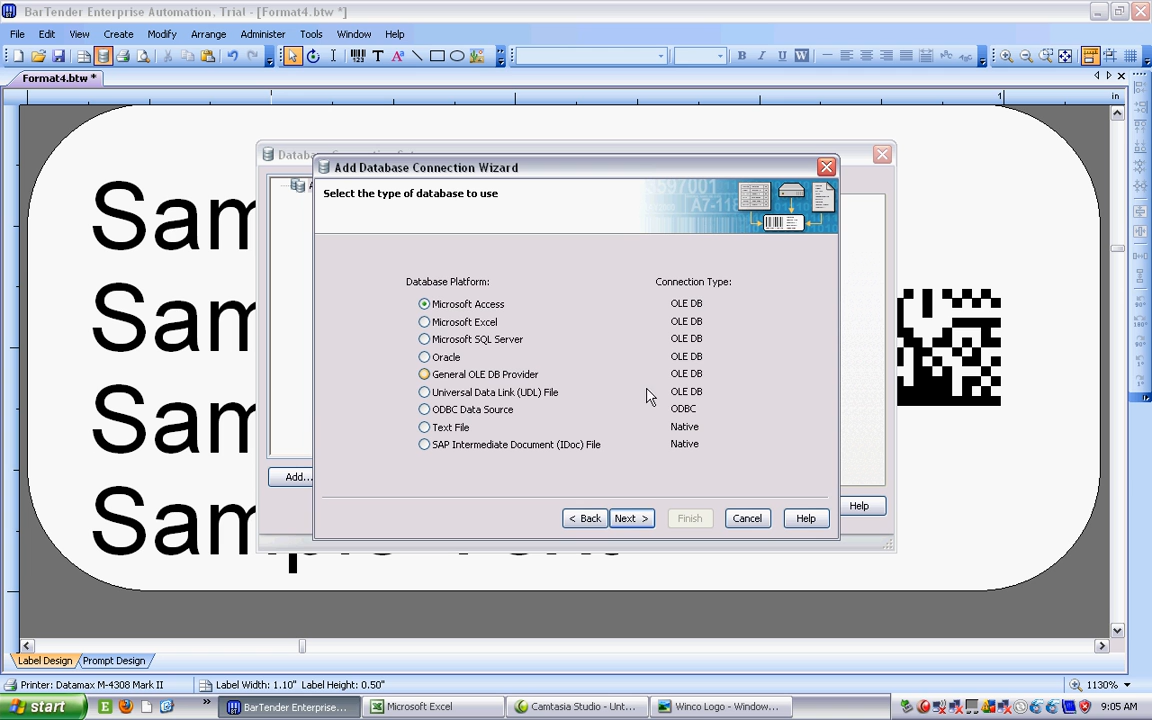 BarTender Enterprise Automation, Trial - [Format4.btw *]
File Edit View Create Modify Arrange Administer Tools Window Help
Format4.btw *
1 in
Add Database Connection Wizard
Select the type of database to use
Database Platform: Connection Type:
Microsoft Access OLE DB
Microsoft Excel OLE DB
Microsoft SQL Server OLE DB
Oracle OLE DB
General OLE DB Provider OLE DB
Universal Data Link (UDL) File OLE DB
ODBC Data Source ODBC
Text File Native
SAP Intermediate Document (IDoc) File Native
Add... Help
< Back Next > Finish Cancel Help
Label Design Prompt Design
Printer: Datamax M-4308 Mark II Label Width: 1.10" Label Height: 0.50" 1130%
start BarTender Enterprise... Microsoft Excel Camtasia Studio - Unt... Winco Logo - Window... 9:05 AM